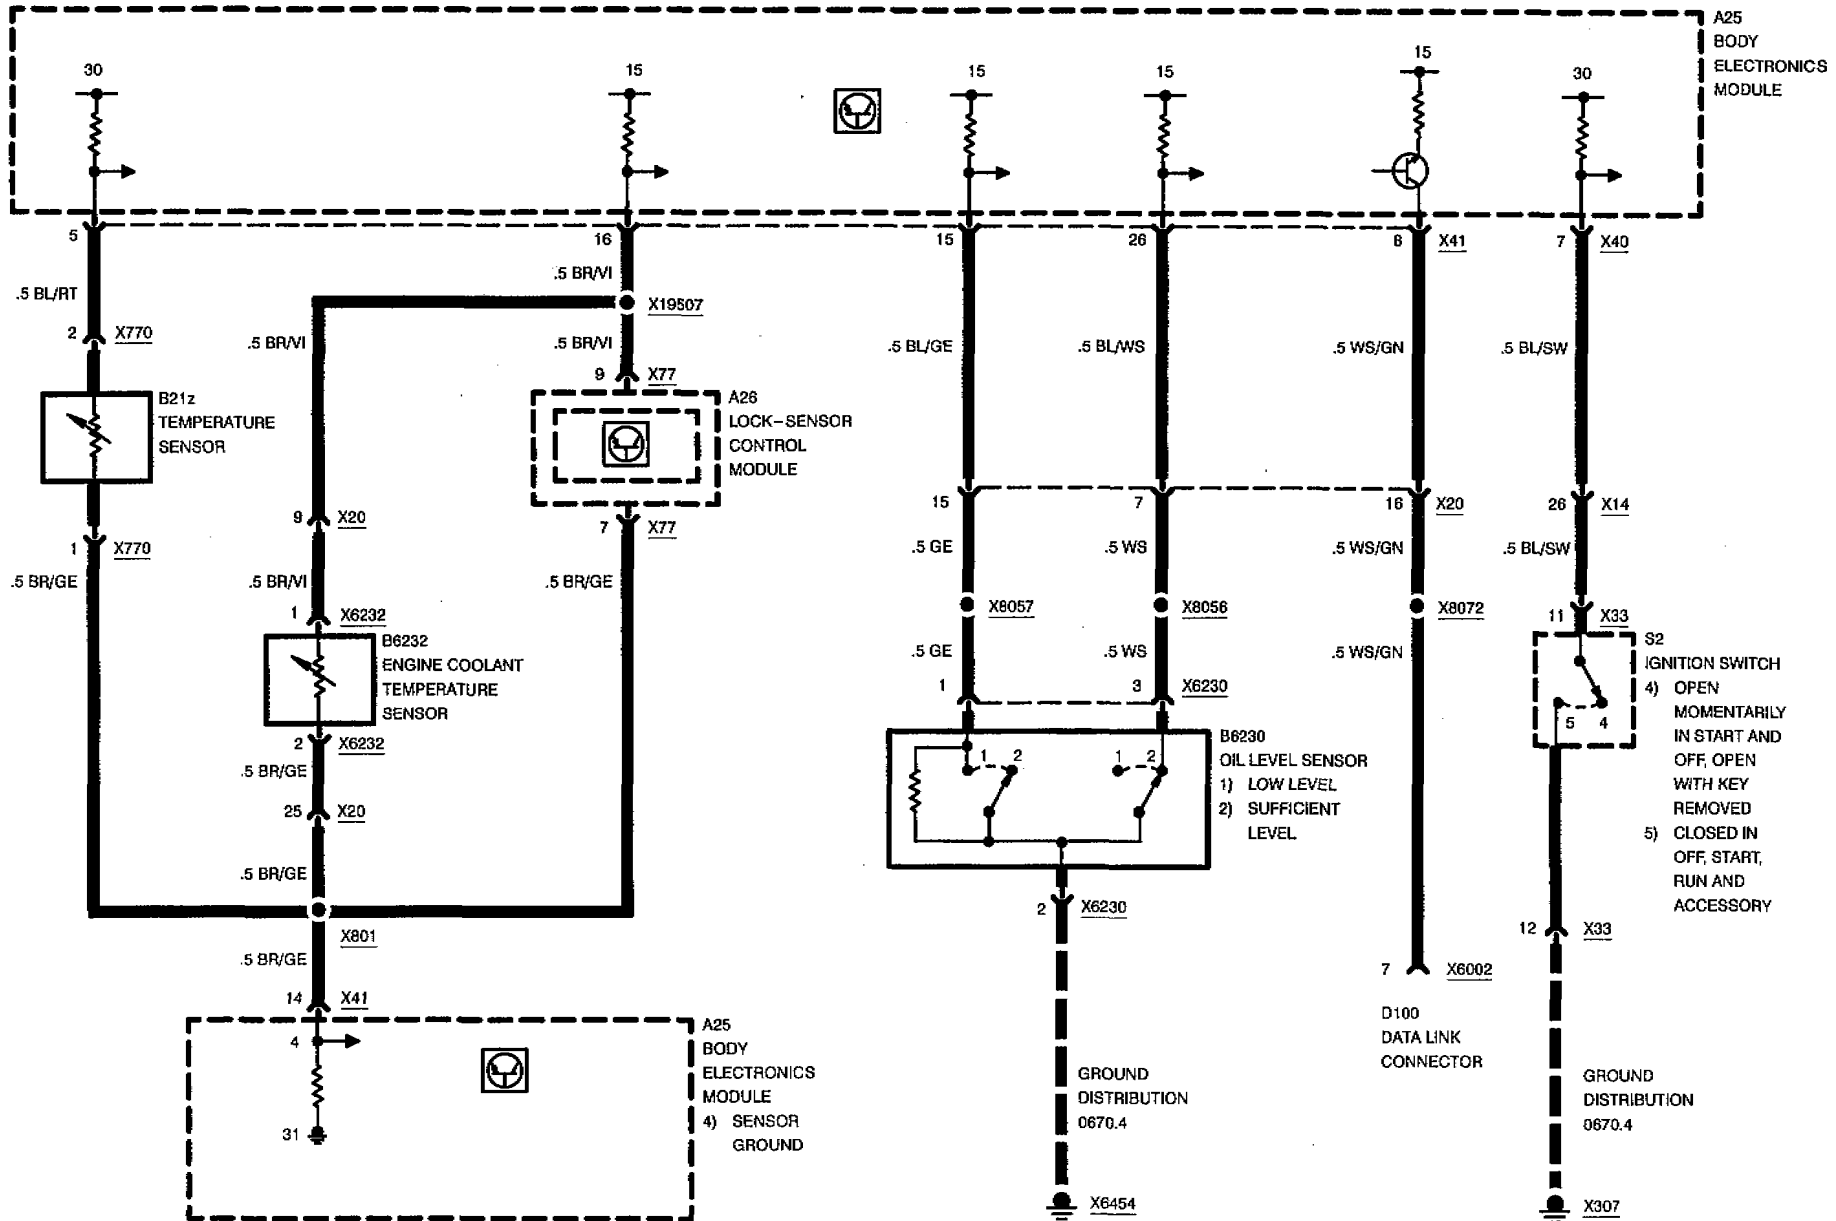 A25
BODY
ELECTRONICS
MODULE
30
15
15
15
15
30
5
16
15
26
8
X41
7
X40
.5 BL/RT
.5 BR/VI
X19507
2
X770
.5 BR/VI
.5 BR/VI
.5 BL/GE
.5 BL/WS
.5 WS/GN
.5 BL/SW
9
X77
B21z
TEMPERATURE
SENSOR
A26
LOCK-SENSOR
CONTROL
MODULE
9
X20
7
X77
15
7
16
X20
26
X14
1
X770
.5 GE
.5 WS
.5 WS/GN
.5 BL/SW
.5 BR/GE
.5 BR/VI
.5 BR/GE
1
X6232
X8057
X8056
X8072
11
X33
B6232
ENGINE COOLANT
TEMPERATURE
SENSOR
.5 GE
.5 WS
.5 WS/GN
1
3
X6230
S2
IGNITION SWITCH
4) OPEN
MOMENTARILY
IN START AND
OFF, OPEN
WITH KEY
REMOVED
5) CLOSED IN
OFF, START,
RUN AND
ACCESSORY
5
4
2
X6232
.5 BR/GE
1
2
1
2
B6230
OIL LEVEL SENSOR
1) LOW LEVEL
2) SUFFICIENT
LEVEL
25
X20
.5 BR/GE
2
X6230
12
X33
X801
.5 BR/GE
7
X6002
14
X41
D100
DATA LINK
CONNECTOR
4
31
A25
BODY
ELECTRONICS
MODULE
4) SENSOR
GROUND
GROUND
DISTRIBUTION
0670.4
GROUND
DISTRIBUTION
0670.4
X6454
X307